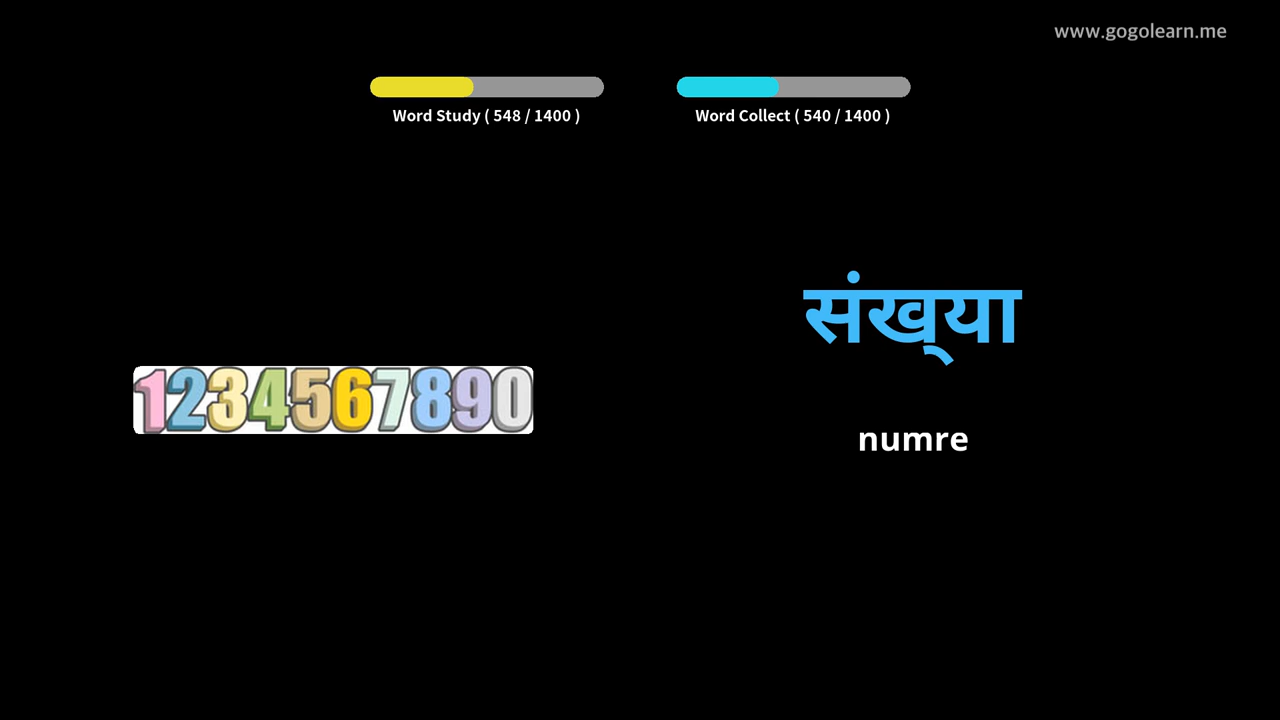 www.gogolearn.me
Word Study ( 548 / 1400 )
Word Collect ( 540 / 1400 )
संख्या
1234567890
numre